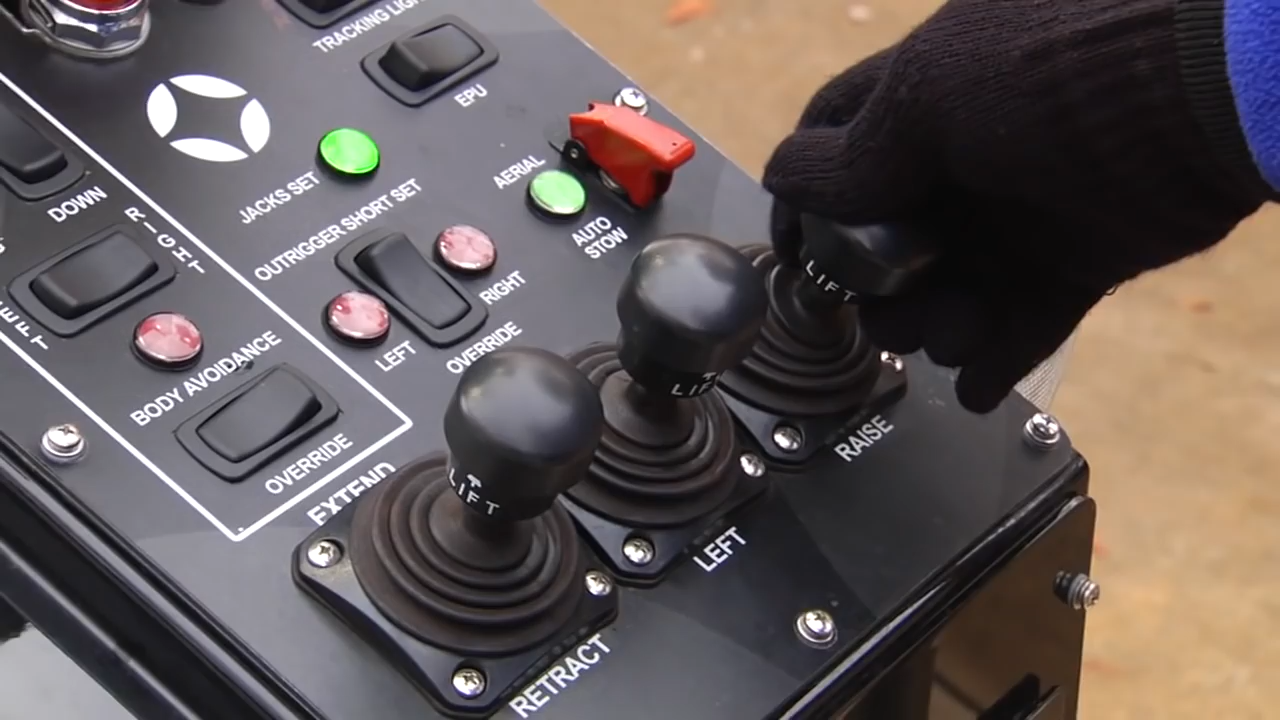 TRACKING LIGH
EPU
JACKS SET
AERIAL
AUTO
STOW
DOWN
RIGHT
OUTRIGGER SHORT SET
RIGHT
LEFT
OVERRIDE
BODY AVOIDANCE
OVERRIDE
LIFT
LIFT
LIFT
EXTEND
RAISE
LEFT
RETRACT